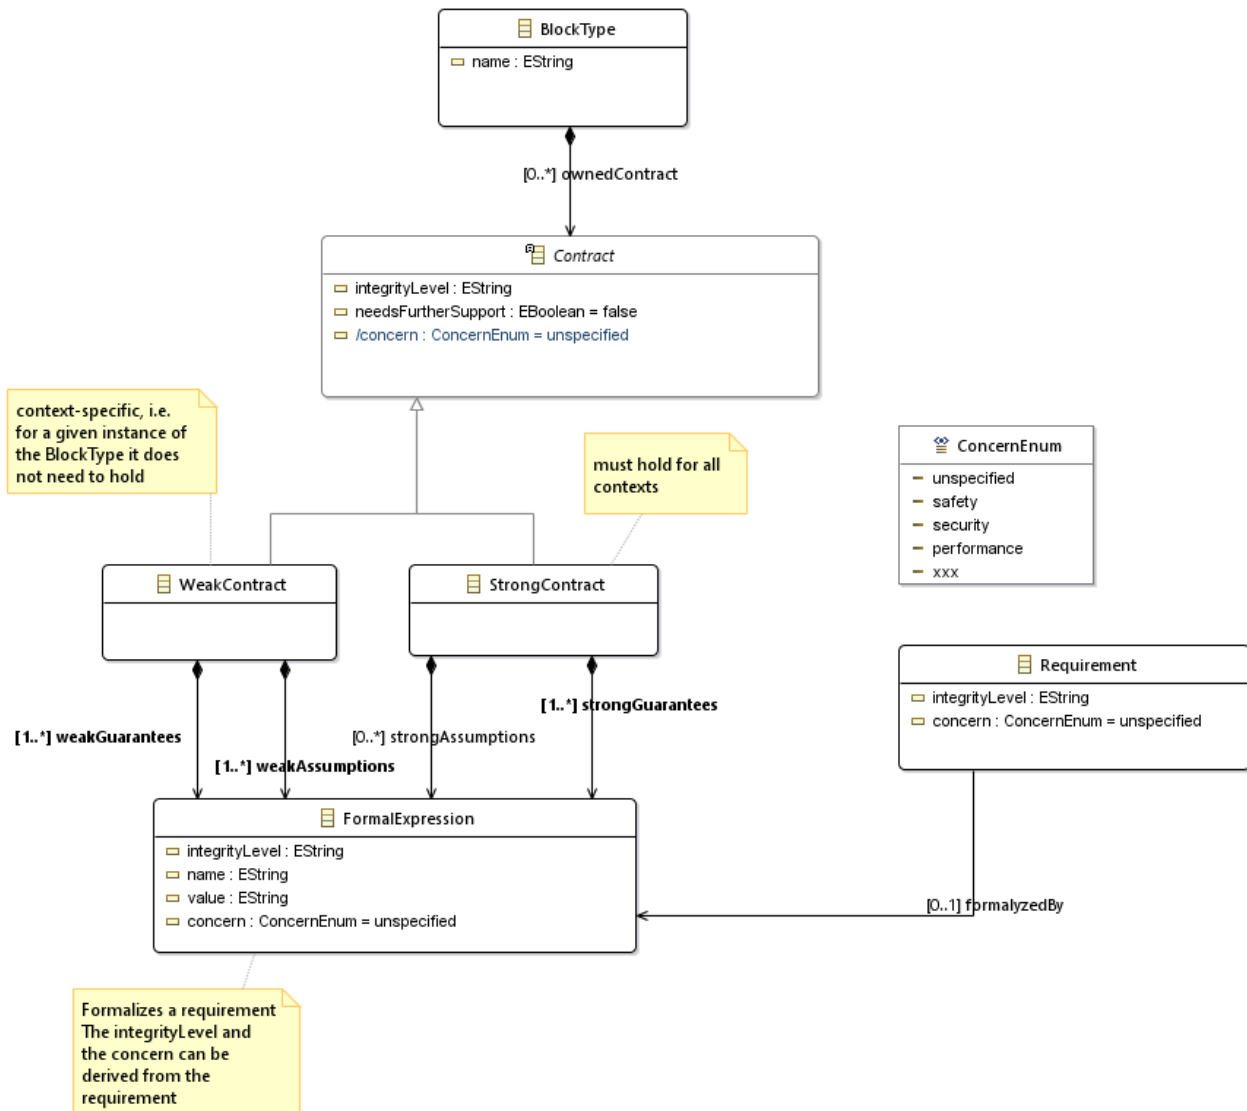 BlockType
name : EString
[0..*] ownedContract
Contract
integrityLevel : EString
needsFurtherSupport : EBoolean = false
/concern : ConcernEnum = unspecified
context-specific, i.e.
for a given instance of
the BlockType it does
not need to hold
must hold for all
contexts
ConcernEnum
unspecified
safety
security
performance
xxx
WeakContract
StrongContract
Requirement
integrityLevel : EString
concern : ConcernEnum = unspecified
[1..*] weakGuarantees
[1..*] weakAssumptions
[0..*] strongAssumptions
[1..*] strongGuarantees
FormalExpression
integrityLevel : EString
name : EString
value : EString
concern : ConcernEnum = unspecified
[0..1] formalyzedBy
Formalizes a requirement
The integrityLevel and
the concern can be
derived from the
requirement